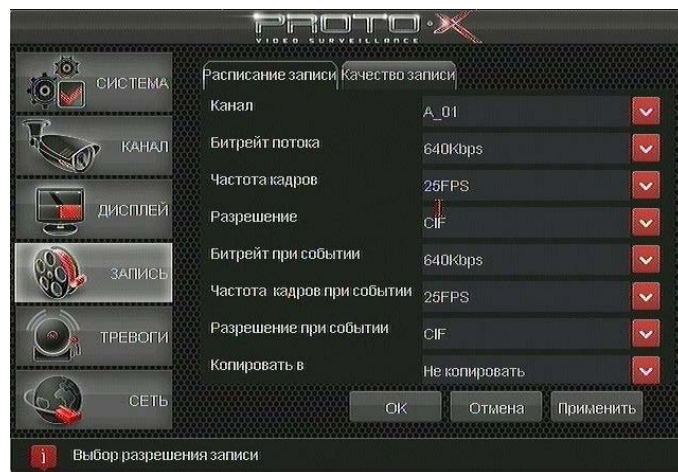 PROTO·X
VIDEO SURVEILLANCE
СИСТЕМА
КАНАЛ
ДИСПЛЕЙ
ЗАПИСЬ
ТРЕВОГИ
СЕТЬ
Расписание записи Качество записи
Канал A_01
Битрейт потока 640Kbps
Частота кадров 25FPS
Разрешение CIF
Битрейт при событии 640Kbps
Частота кадров при событии 25FPS
Разрешение при событии CIF
Копировать в Не копировать
OK Отмена Применить
Выбор разрешения записи